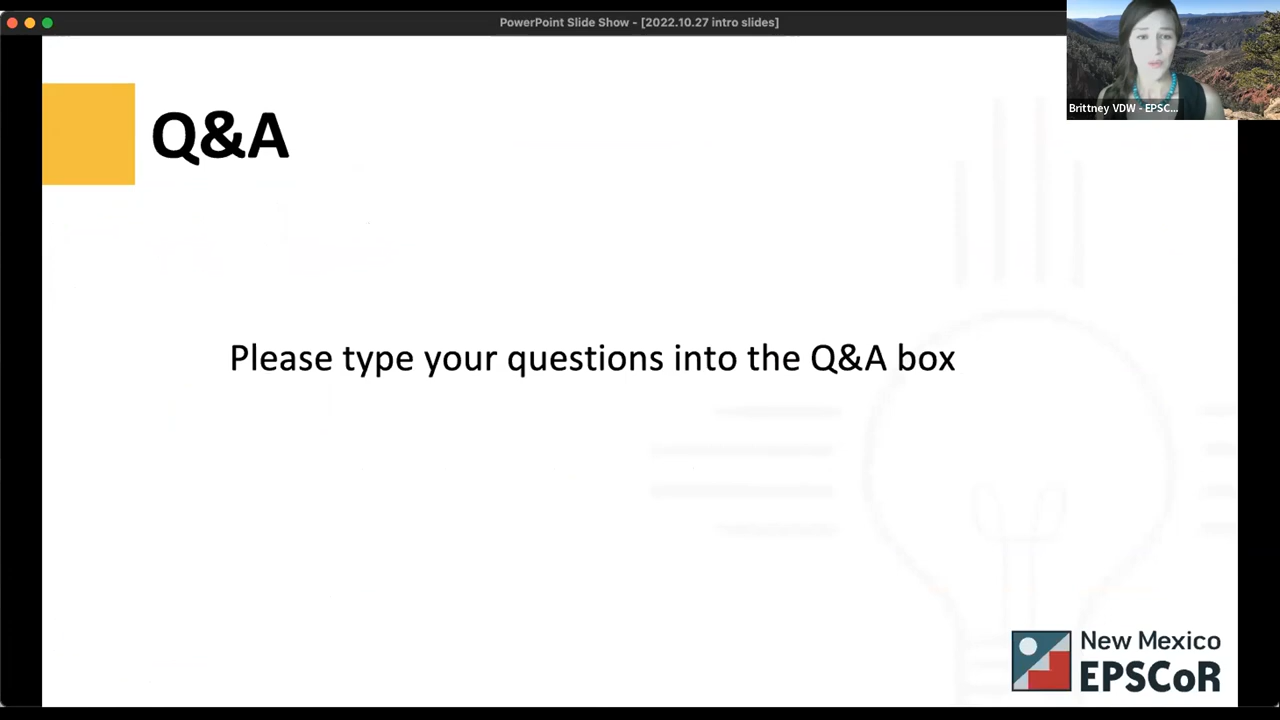 PowerPoint Slide Show - [2022.10.27 intro slides]
Brittney VDW - EPSC...
Q&A
Please type your questions into the Q&A box
New Mexico
EPSCoR